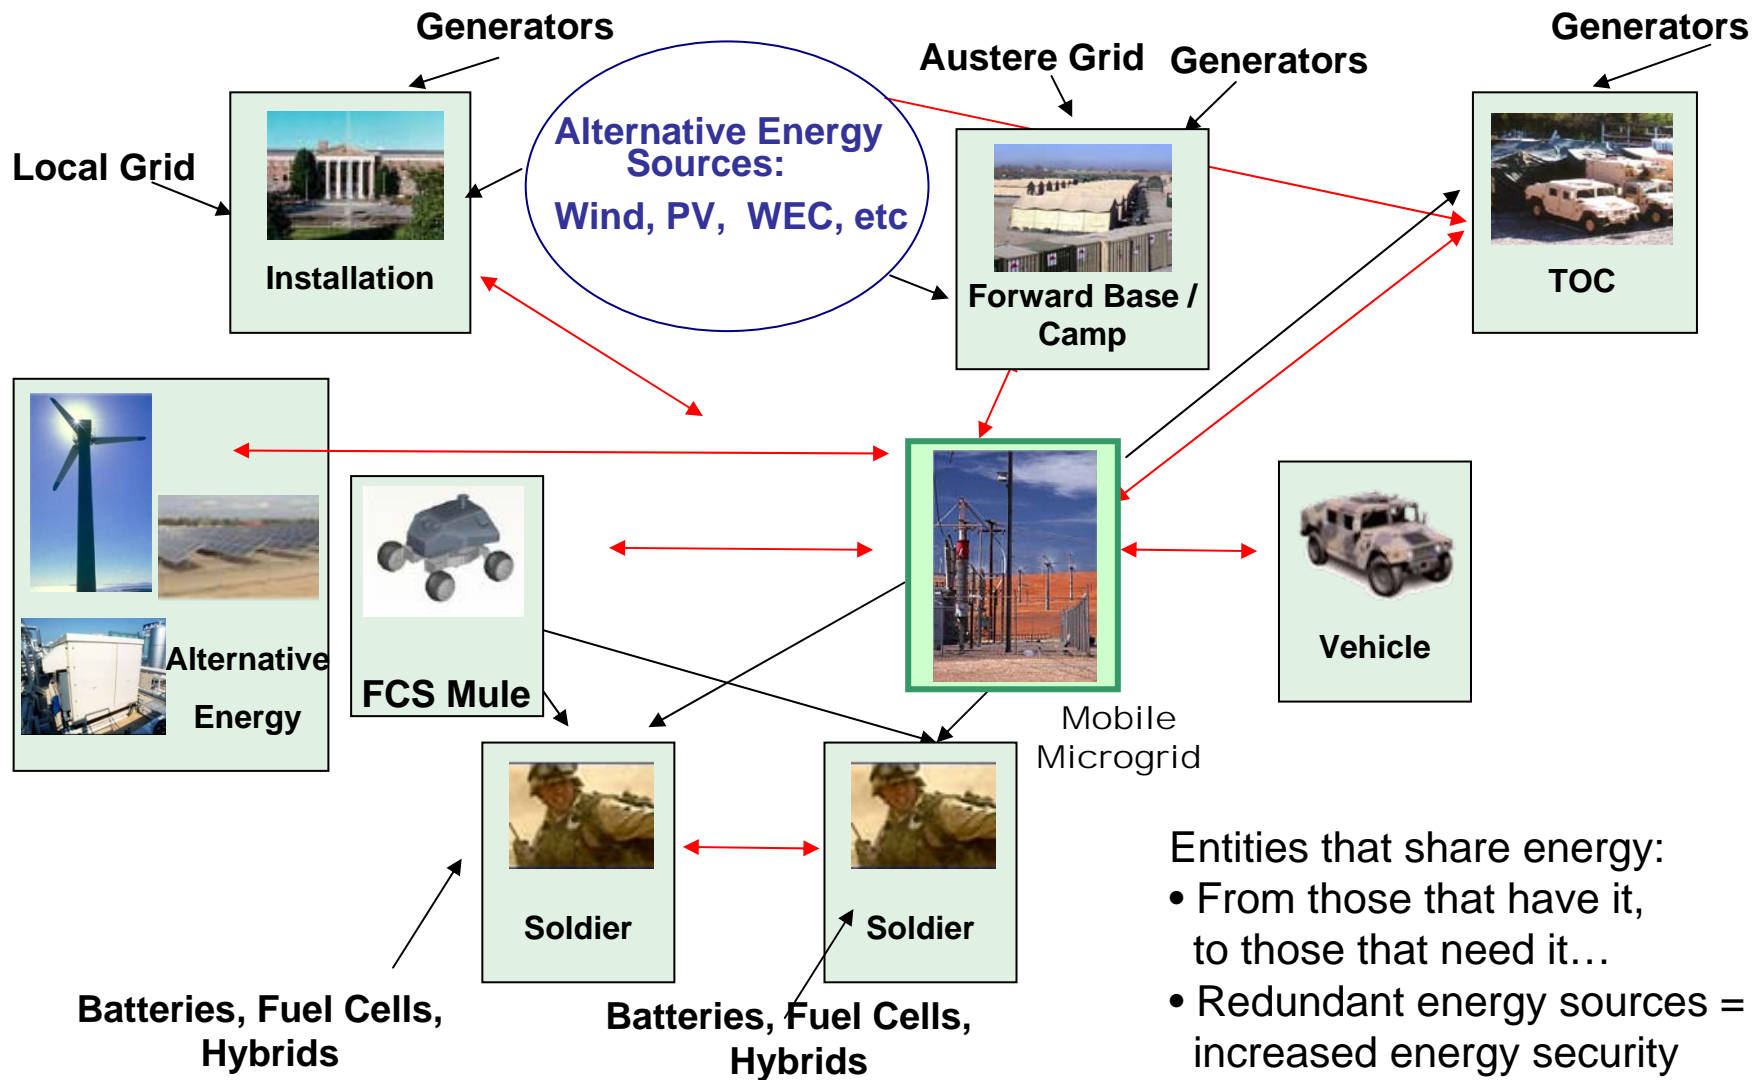 Generators
Generators
Austere Grid
Generators
Local Grid
Alternative Energy
Sources:
Wind, PV, WEC, etc
Installation
Forward Base /
Camp
TOC
Alternative
Energy
FCS Mule
Vehicle
Mobile
Microgrid
Soldier
Soldier
Batteries, Fuel Cells,
Hybrids
Batteries, Fuel Cells,
Hybrids
Entities that share energy:
• From those that have it,
to those that need it…
• Redundant energy sources =
increased energy security